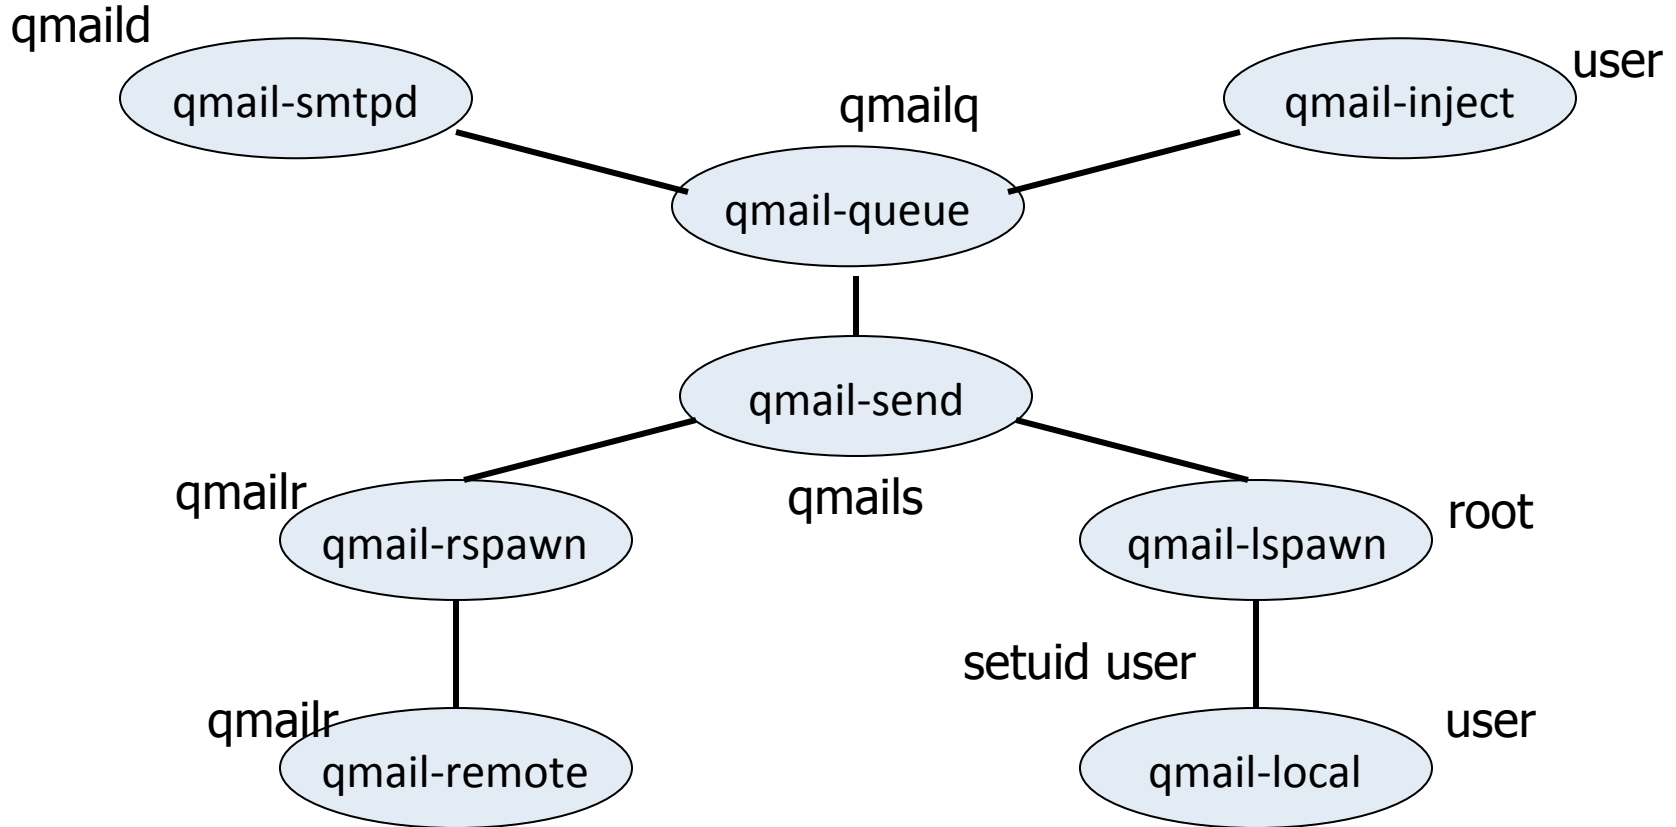 qmaild
qmail-smtpd
user
qmail-inject
qmailq
qmail-queue
qmail-send
qmails
qmailr
qmail-rspawn
root
qmail-lspawn
setuid user
qmailr
qmail-remote
user
qmail-local